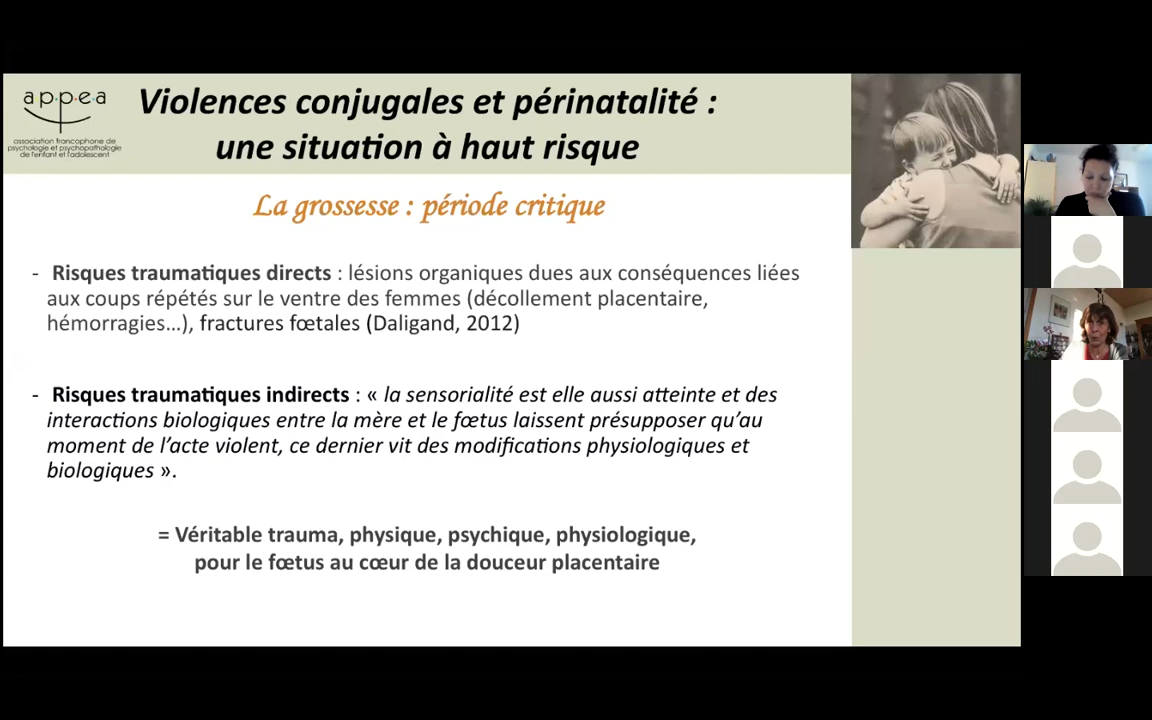 appea
association francophone de
psychologie et psychopathologie
de l'enfant et l'adolescent
Violences conjugales et périnatalité :
une situation à haut risque
La grossesse : période critique
- Risques traumatiques directs : lésions organiques dues aux conséquences liées
aux coups répétés sur le ventre des femmes (décollement placentaire,
hémorragies…), fractures fœtales (Daligand, 2012)
- Risques traumatiques indirects : « la sensorialité est elle aussi atteinte et des
interactions biologiques entre la mère et le fœtus laissent présupposer qu'au
moment de l'acte violent, ce dernier vit des modifications physiologiques et
biologiques ».
= Véritable trauma, physique, psychique, physiologique,
pour le fœtus au cœur de la douceur placentaire